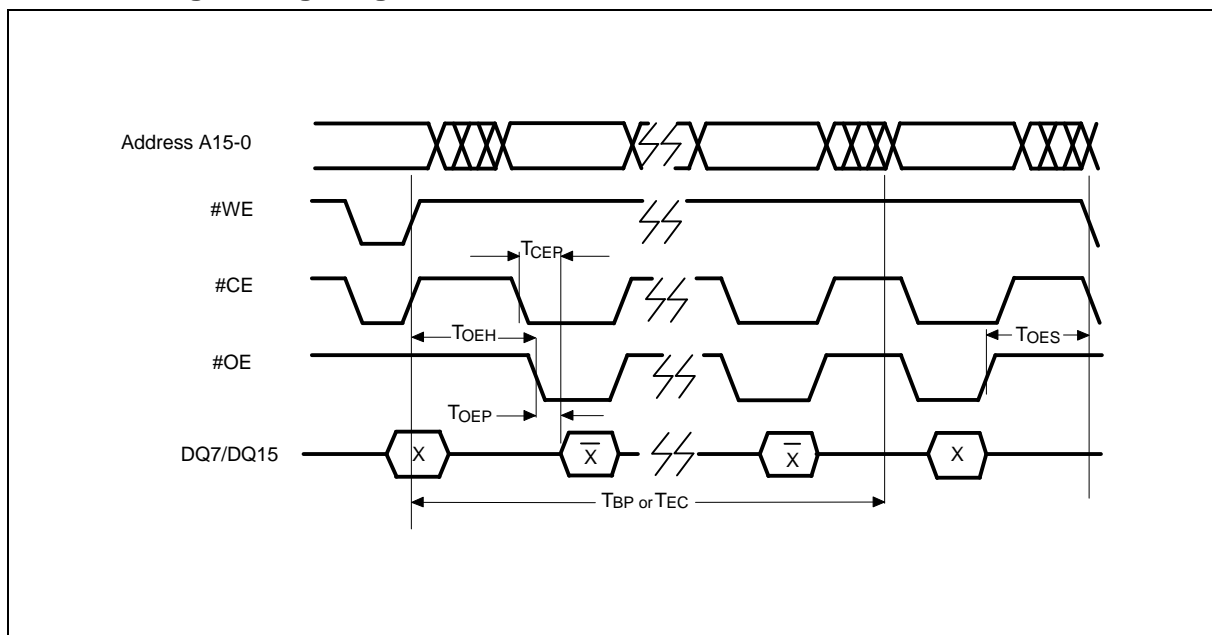 Address A15-0
#WE
TCEP
#CE
TOEH
TOES
#OE
TOEP
DQ7/DQ15
X
X
X
X
TBP or TEC